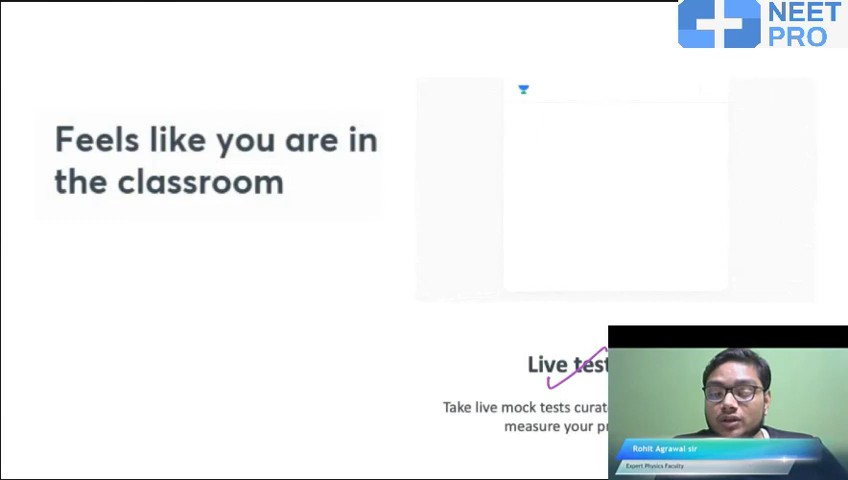 NEET
PRO
Feels like you are in
the classroom
Live test
Take live mock tests curat
measure your pr
Rohit Agrawal sir
Expert Physics Faculty